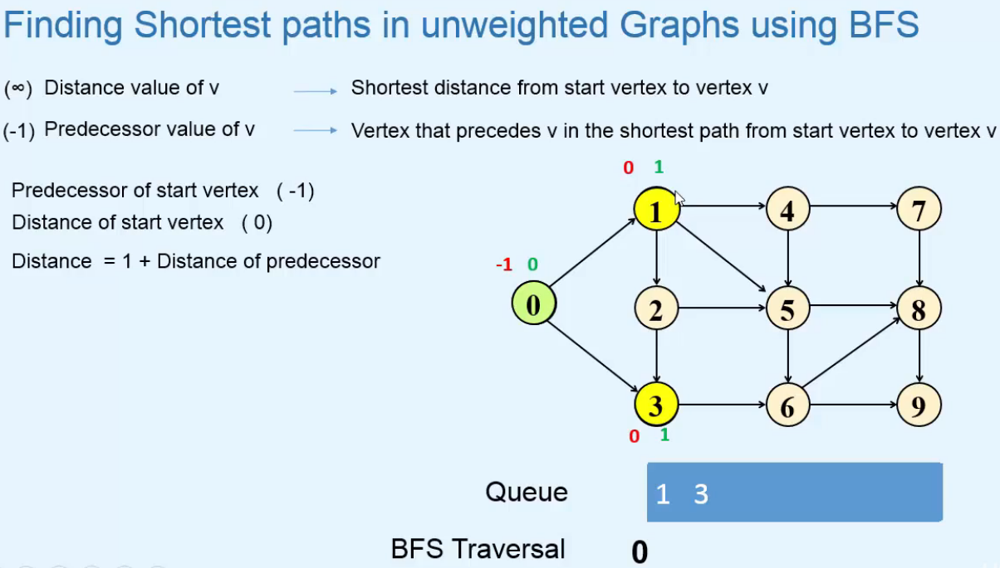 Finding Shortest paths in unweighted Graphs using BFS
(∞) Distance value of v Shortest distance from start vertex to vertex v
(-1) Predecessor value of v Vertex that precedes v in the shortest path from start vertex to vertex v
Predecessor of start vertex ( -1)
Distance of start vertex ( 0)
Distance = 1 + Distance of predecessor
0 1
1 4 7
-1 0
0 2 5 8
3 6 9
0 1
Queue 1 3
BFS Traversal 0